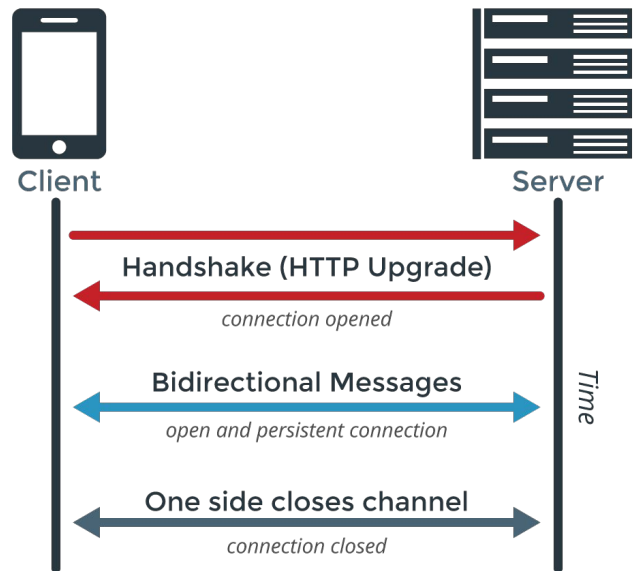 Client
Server
Handshake (HTTP Upgrade)
connection opened
Bidirectional Messages
open and persistent connection
Time
One side closes channel
connection closed